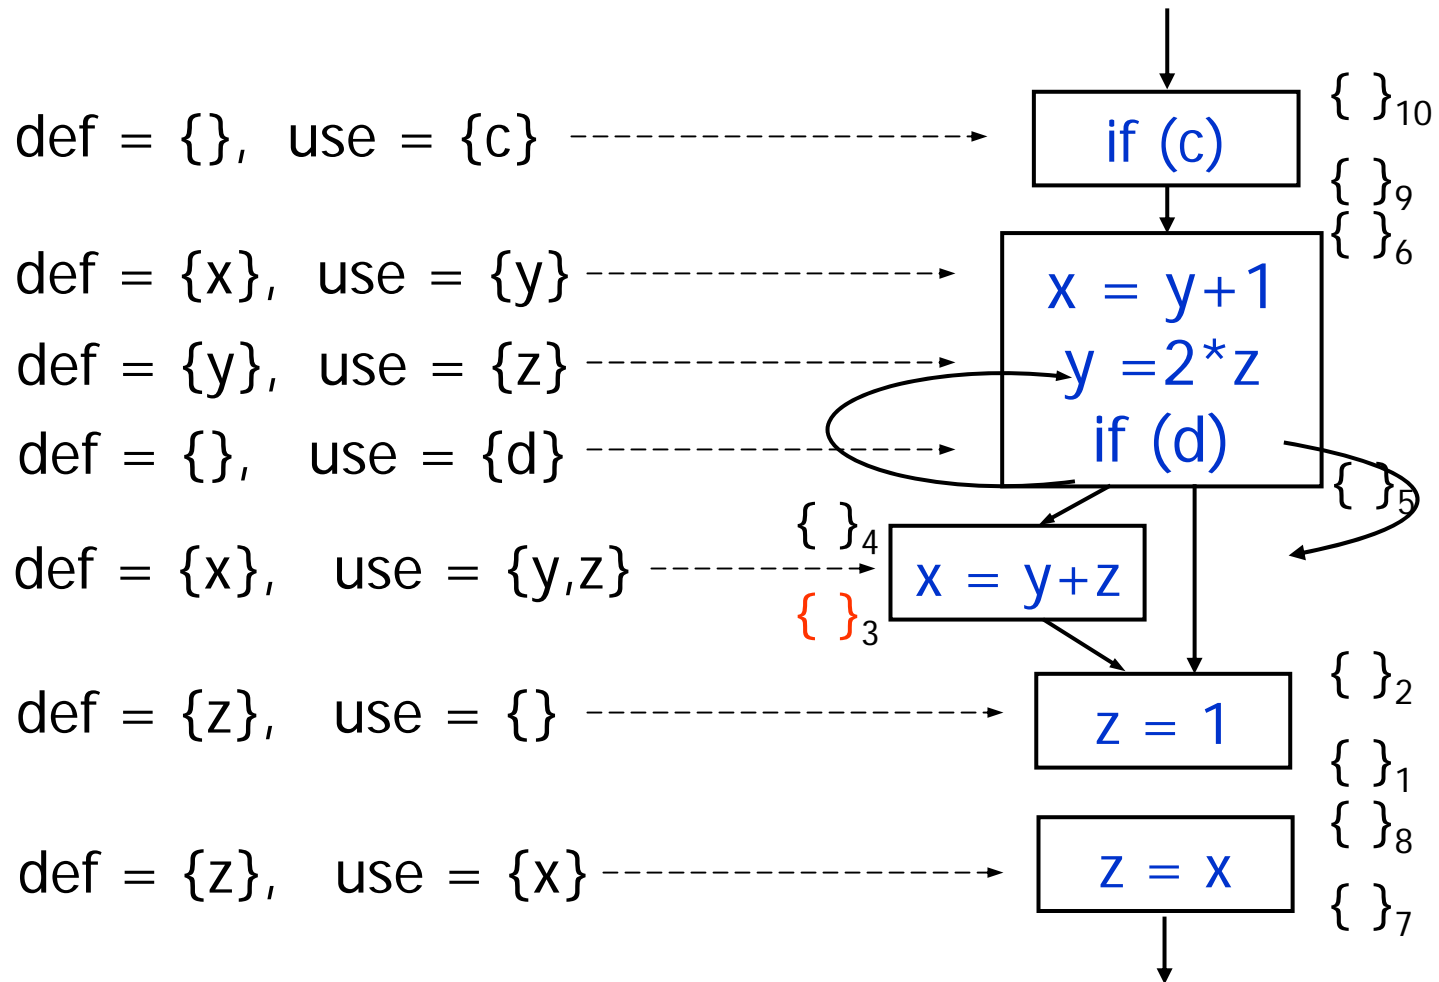 { }10
def = {}, use = {c}
if (c)
{ }9
{ }6
def = {x}, use = {y}
x = y+1
def = {y}, use = {z}
y =2*z
def = {}, use = {d}
if (d)
{ }5
{ }4
def = {x}, use = {y,z}
x = y+z
{ }3
{ }2
def = {z}, use = {}
z = 1
{ }1
{ }8
def = {z}, use = {x}
z = x
{ }7